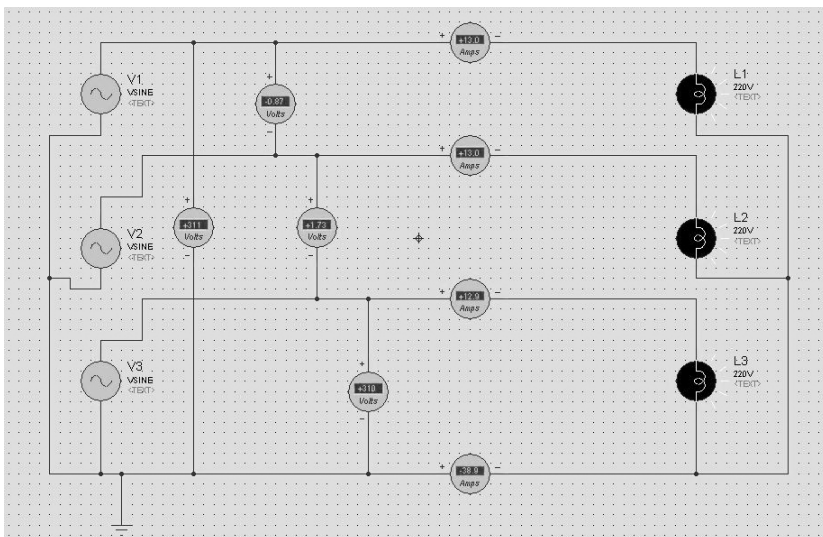 +13.0
Amps
V1
VSINE
<TEXT>
-0.87
Volts
L1
220V
<TEXT>
+13.0
Amps
V2
VSINE
<TEXT>
+311
Volts
+1.73
Volts
L2
220V
<TEXT>
+12.9
Amps
V3
VSINE
<TEXT>
+310
Volts
L3
220V
<TEXT>
-38.9
Amps